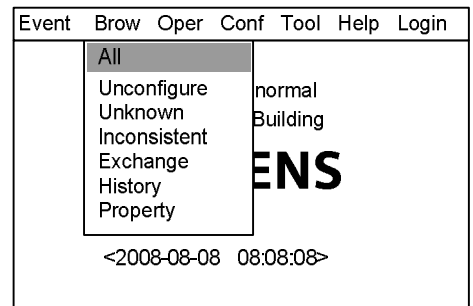 Event Brow Oper Conf Tool Help Login
All
Unconfigure
Unknown
Inconsistent
Exchange
History
Property
ormal
Building
ENS
<2008-08-08 08:08:08>